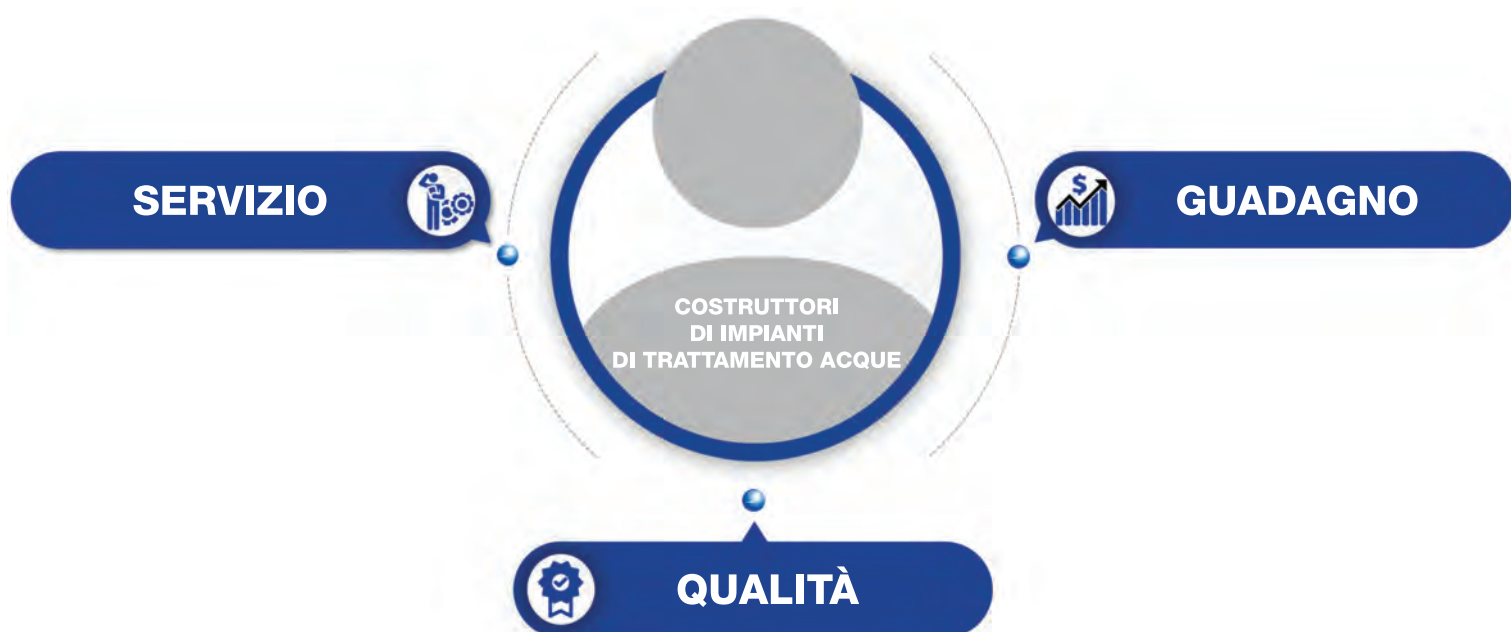 SERVIZIO
GUADAGNO
COSTRUTTORI
DI IMPIANTI
DI TRATTAMENTO ACQUE
$
QUALITÀ